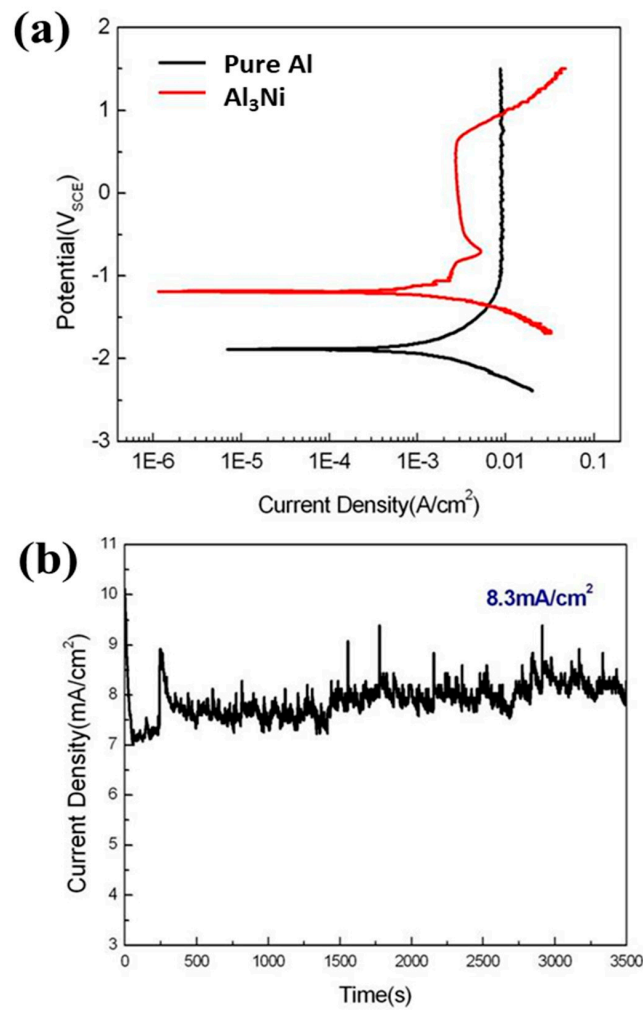 (a)
Pure Al
Al₃Ni
2
1
0
-1
-2
-3
Potential(V_SCE)
1E-6 1E-5 1E-4 1E-3 0.01 0.1
Current Density(A/cm²)
(b)
8.3mA/cm²
11
10
9
8
7
6
5
4
3
Current Density(mA/cm²)
0 500 1000 1500 2000 2500 3000 3500
Time(s)